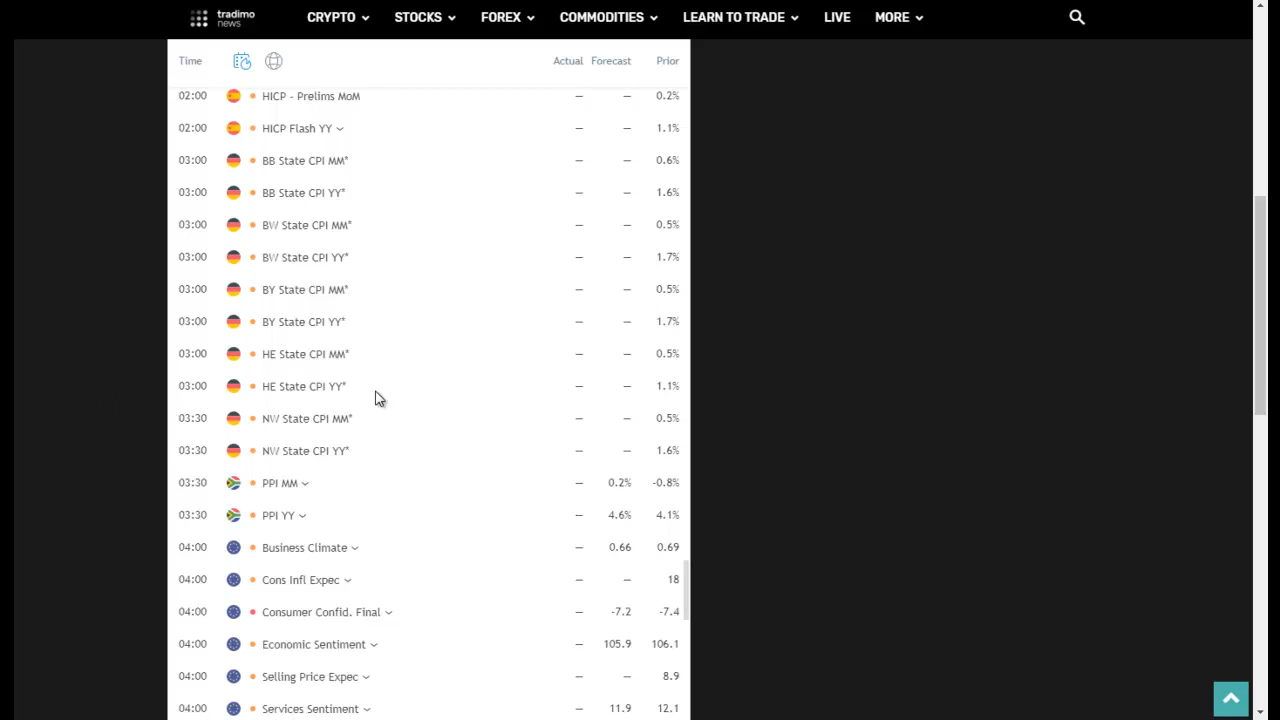 tradimo news CRYPTO STOCKS FOREX COMMODITIES LEARN TO TRADE LIVE MORE
Time Actual Forecast Prior
02:00 HICP - Prelims MoM — — 0.2%
02:00 HICP Flash YY — — 1.1%
03:00 BB State CPI MM* — — 0.6%
03:00 BB State CPI YY* — — 1.6%
03:00 BW State CPI MM* — — 0.5%
03:00 BW State CPI YY* — — 1.7%
03:00 BY State CPI MM* — — 0.5%
03:00 BY State CPI YY* — — 1.7%
03:00 HE State CPI MM* — — 0.5%
03:00 HE State CPI YY* — — 1.1%
03:30 NW State CPI MM* — — 0.5%
03:30 NW State CPI YY* — — 1.6%
03:30 PPI MM — 0.2% -0.8%
03:30 PPI YY — 4.6% 4.1%
04:00 Business Climate — 0.66 0.69
04:00 Cons Infl Expec — — 18
04:00 Consumer Confid. Final — -7.2 -7.4
04:00 Economic Sentiment — 105.9 106.1
04:00 Selling Price Expec — — 8.9
04:00 Services Sentiment — 11.9 12.1